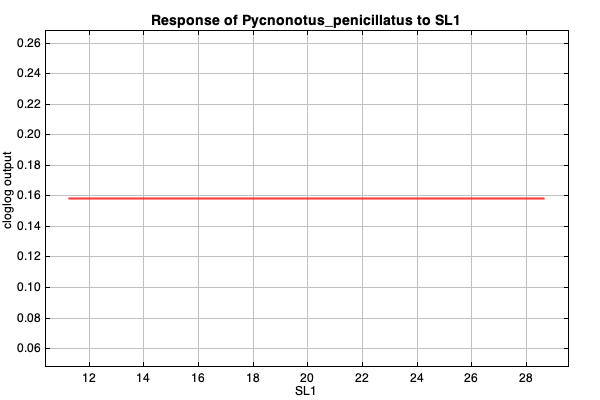 Response of Pycnonotus_penicillatus to SL1
0.26
0.24
0.22
0.20
0.18
0.16
0.14
0.12
0.10
0.08
0.06
cloglog output
12 14 16 18 20 22 24 26 28
SL1